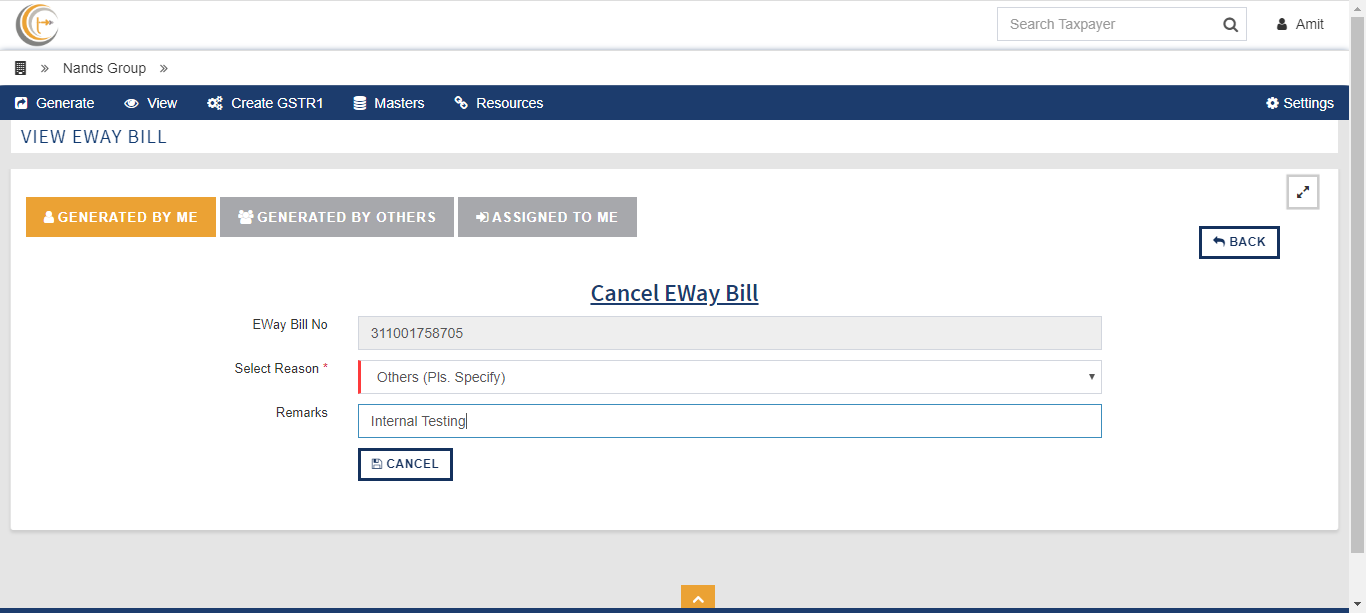 Search Taxpayer
Amit
» Nands Group »
Generate View Create GSTR1 Masters Resources Settings
VIEW EWAY BILL
GENERATED BY ME GENERATED BY OTHERS ASSIGNED TO ME
BACK
Cancel EWay Bill
EWay Bill No 311001758705
Select Reason * Others (Pls. Specify)
Remarks Internal Testing
CANCEL